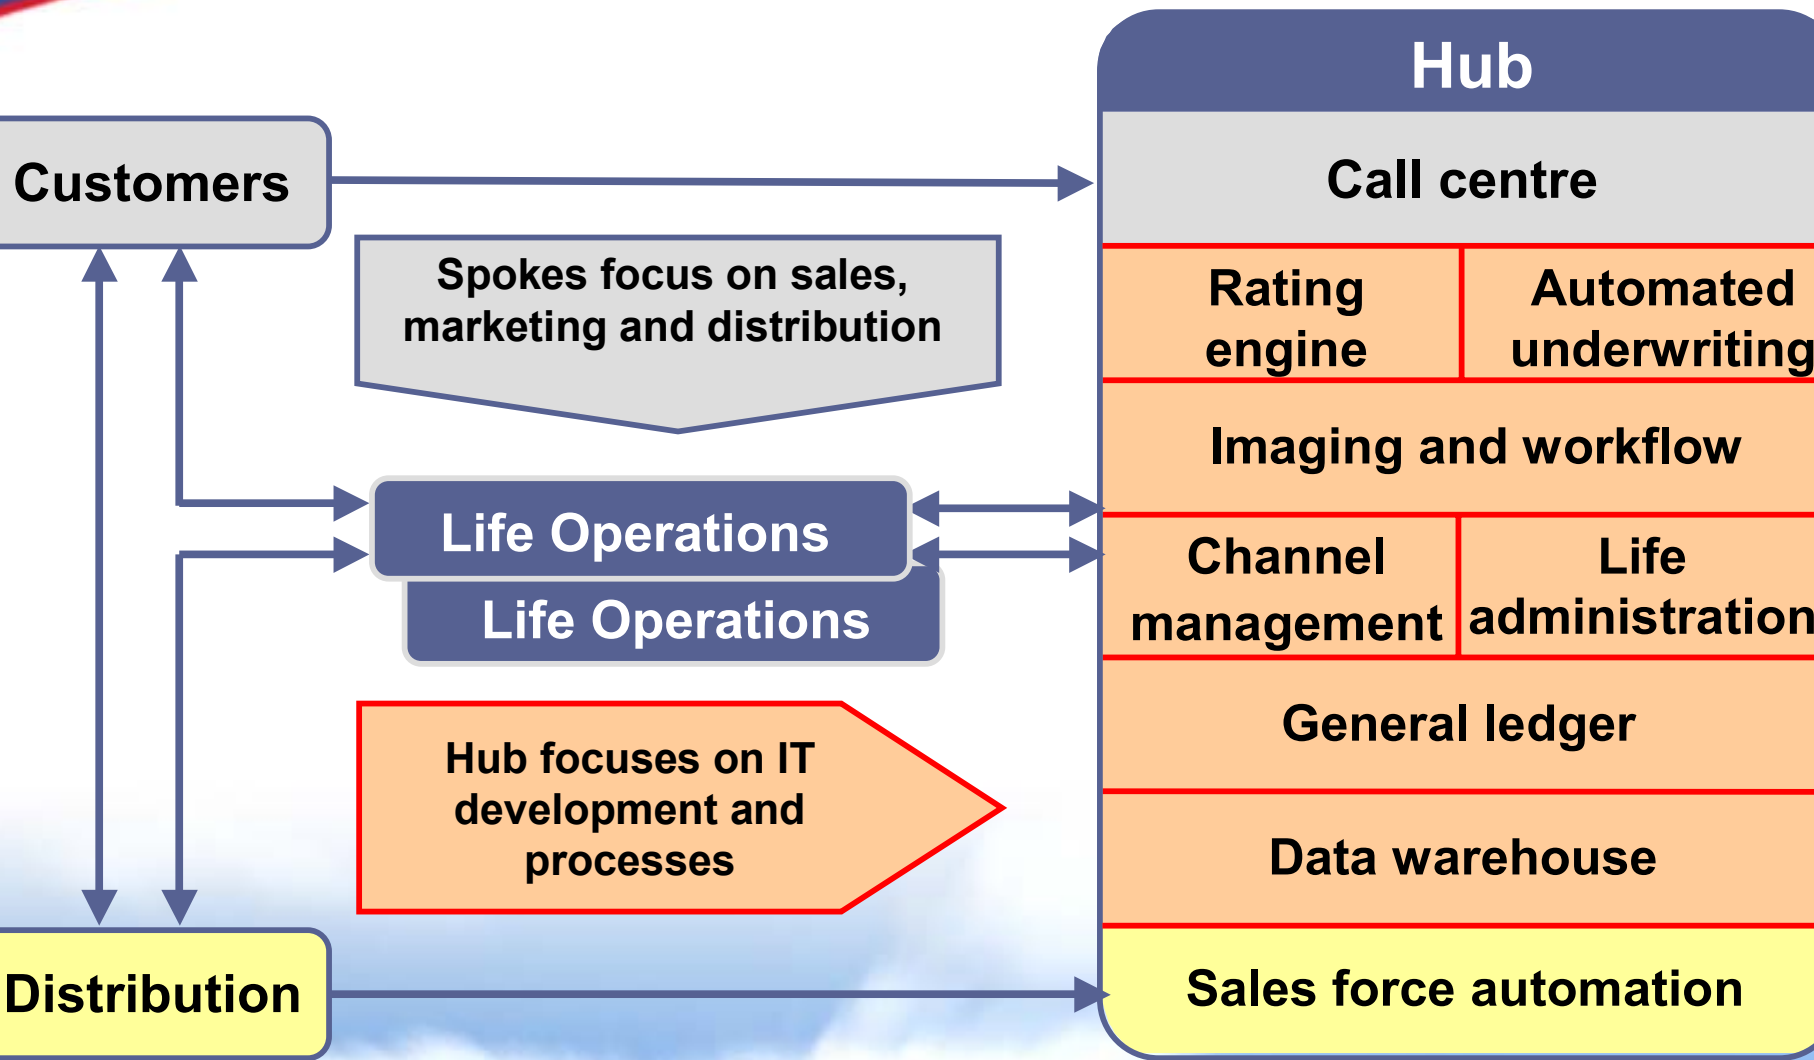 Hub
Customers
Call centre
Spokes focus on sales,
marketing and distribution
Rating
engine
Automated
underwriting
Imaging and workflow
Life Operations
Life Operations
Channel
management
Life
administration
Hub focuses on IT
development and
processes
General ledger
Data warehouse
Distribution
Sales force automation